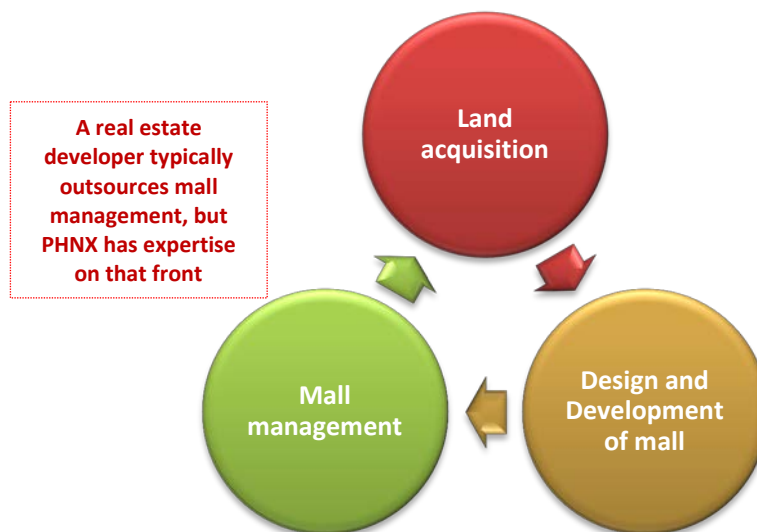 A real estate
developer typically
outsources mall
management, but
PHNX has expertise
on that front
Land
acquisition
Mall
management
Design and
Development
of mall